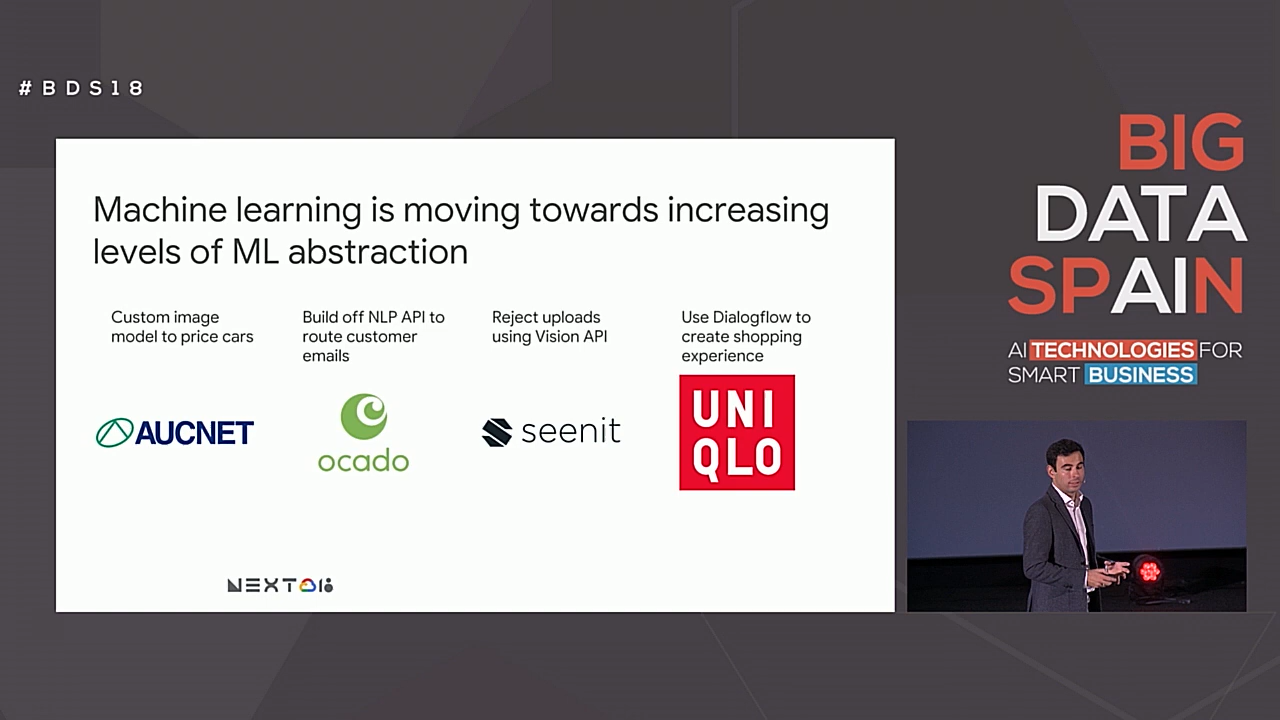 #BDS18
Machine learning is moving towards increasing
levels of ML abstraction
Custom image
model to price cars
Build off NLP API to
route customer
emails
Reject uploads
using Vision API
Use Dialogflow to
create shopping
experience
AUCNET
ocado
seenit
UNI
QLO
NEXT 18
BIG
DATA
SPAIN
AI TECHNOLOGIES FOR
SMART BUSINESS